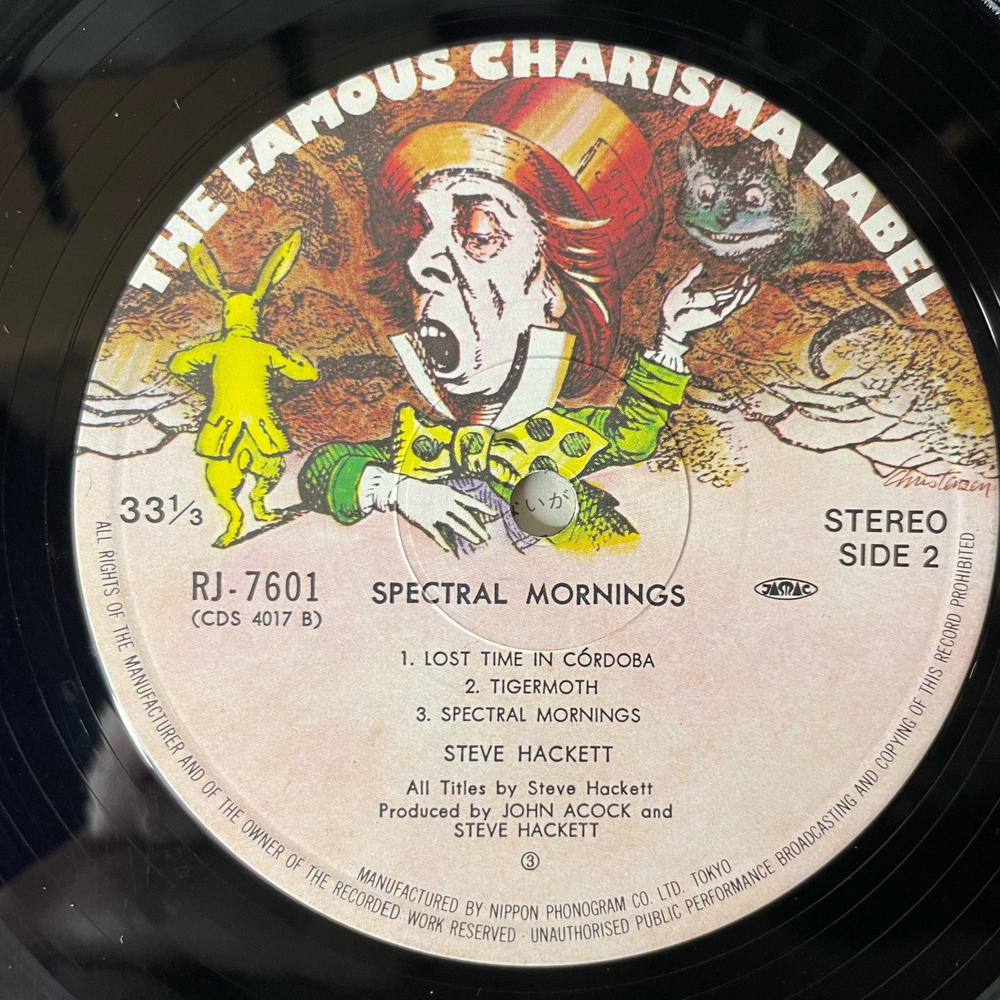 THE FAMOUS CHARISMA LABEL
Christensen
33⅓
STEREO
SIDE 2
RJ-7601
(CDS 4017 B)
SPECTRAL MORNINGS
JASRAC
1. LOST TIME IN CÓRDOBA
2. TIGERMOTH
3. SPECTRAL MORNINGS
STEVE HACKETT
All Titles by Steve Hackett
Produced by JOHN ACOCK and
STEVE HACKETT
③
MANUFACTURED BY NIPPON PHONOGRAM CO. LTD. TOKYO
ALL RIGHTS OF THE MANUFACTURER AND OF THE OWNER OF THE RECORDED WORK RESERVED · UNAUTHORISED PUBLIC PERFORMANCE BROADCASTING AND COPYING OF THIS RECORD PROHIBITED